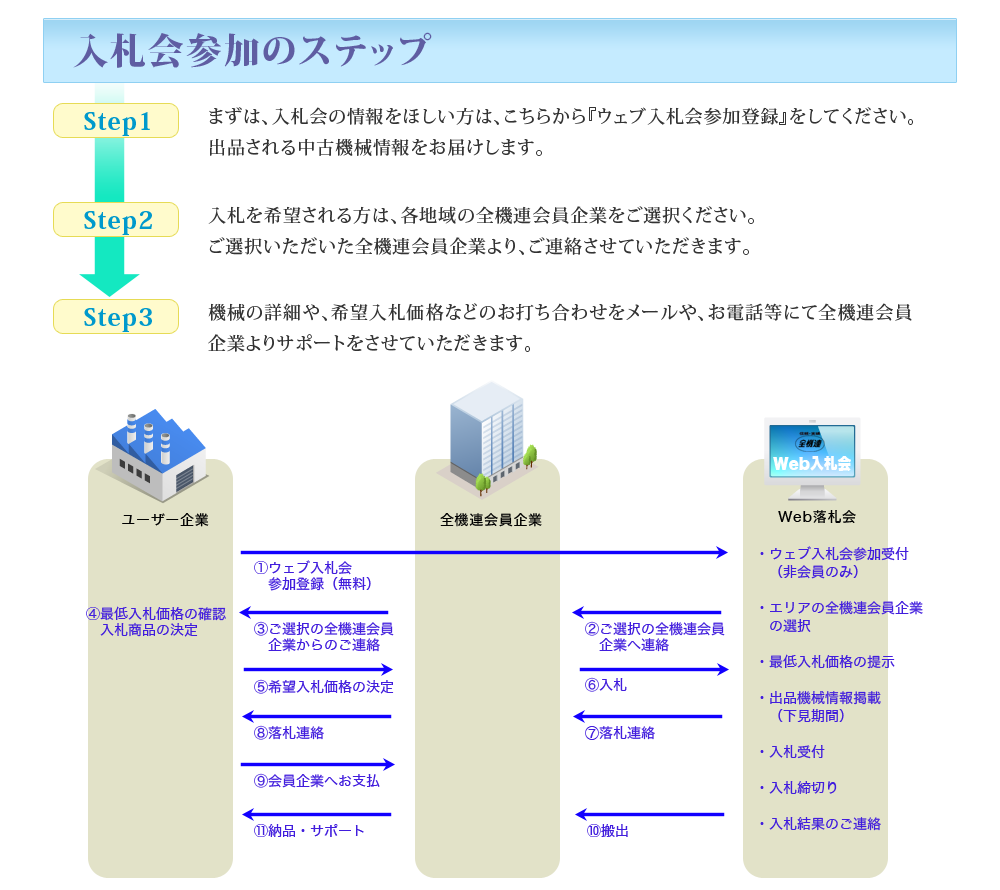 入札会参加のステップ
Step1
まずは、入札会の情報をほしい方は、こちらから『ウェブ入札会参加登録』をしてください。
出品される中古機械情報をお届けします。
Step2
入札を希望される方は、各地域の全機連会員企業をご選択ください。
ご選択いただいた全機連会員企業より、ご連絡させていただきます。
Step3
機械の詳細や、希望入札価格などのお打ち合わせをメールや、お電話等にて全機連会員
企業よりサポートをさせていただきます。
全機連
Web入札会
ユーザー企業
全機連会員企業
Web落札会
①ウェブ入札会
参加登録（無料）
②ご選択の全機連会員
企業へ連絡
③ご選択の全機連会員
企業からのご連絡
④最低入札価格の確認
入札商品の決定
⑤希望入札価格の決定
⑥入札
⑦落札連絡
⑧落札連絡
⑨会員企業へお支払
⑩搬出
⑪納品・サポート
・ウェブ入札会参加受付
（非会員のみ）
・エリアの全機連会員企業
の選択
・最低入札価格の提示
・出品機械情報掲載
（下見期間）
・入札受付
・入札締切り
・入札結果のご連絡